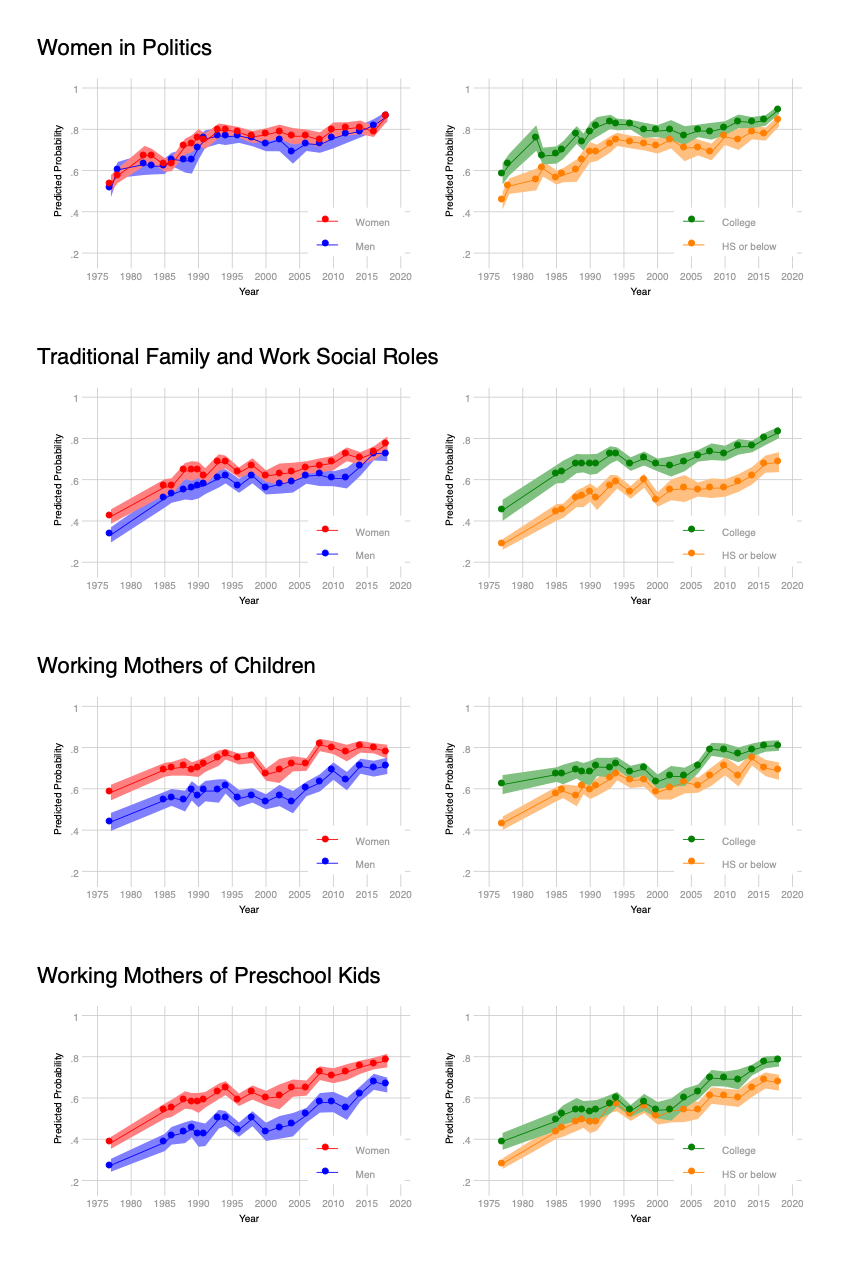 Women in Politics
1
.8
.6
.4
.2
Predicted Probability
Women
Men
1975 1980 1985 1990 1995 2000 2005 2010 2015 2020
Year
1
.8
.6
.4
.2
Predicted Probability
College
HS or below
1975 1980 1985 1990 1995 2000 2005 2010 2015 2020
Year
Traditional Family and Work Social Roles
1
.8
.6
.4
.2
Predicted Probability
Women
Men
1975 1980 1985 1990 1995 2000 2005 2010 2015 2020
Year
1
.8
.6
.4
.2
Predicted Probability
College
HS or below
1975 1980 1985 1990 1995 2000 2005 2010 2015 2020
Year
Working Mothers of Children
1
.8
.6
.4
.2
Predicted Probability
Women
Men
1975 1980 1985 1990 1995 2000 2005 2010 2015 2020
Year
1
.8
.6
.4
.2
Predicted Probability
College
HS or below
1975 1980 1985 1990 1995 2000 2005 2010 2015 2020
Year
Working Mothers of Preschool Kids
1
.8
.6
.4
.2
Predicted Probability
Women
Men
1975 1980 1985 1990 1995 2000 2005 2010 2015 2020
Year
1
.8
.6
.4
.2
Predicted Probability
College
HS or below
1975 1980 1985 1990 1995 2000 2005 2010 2015 2020
Year